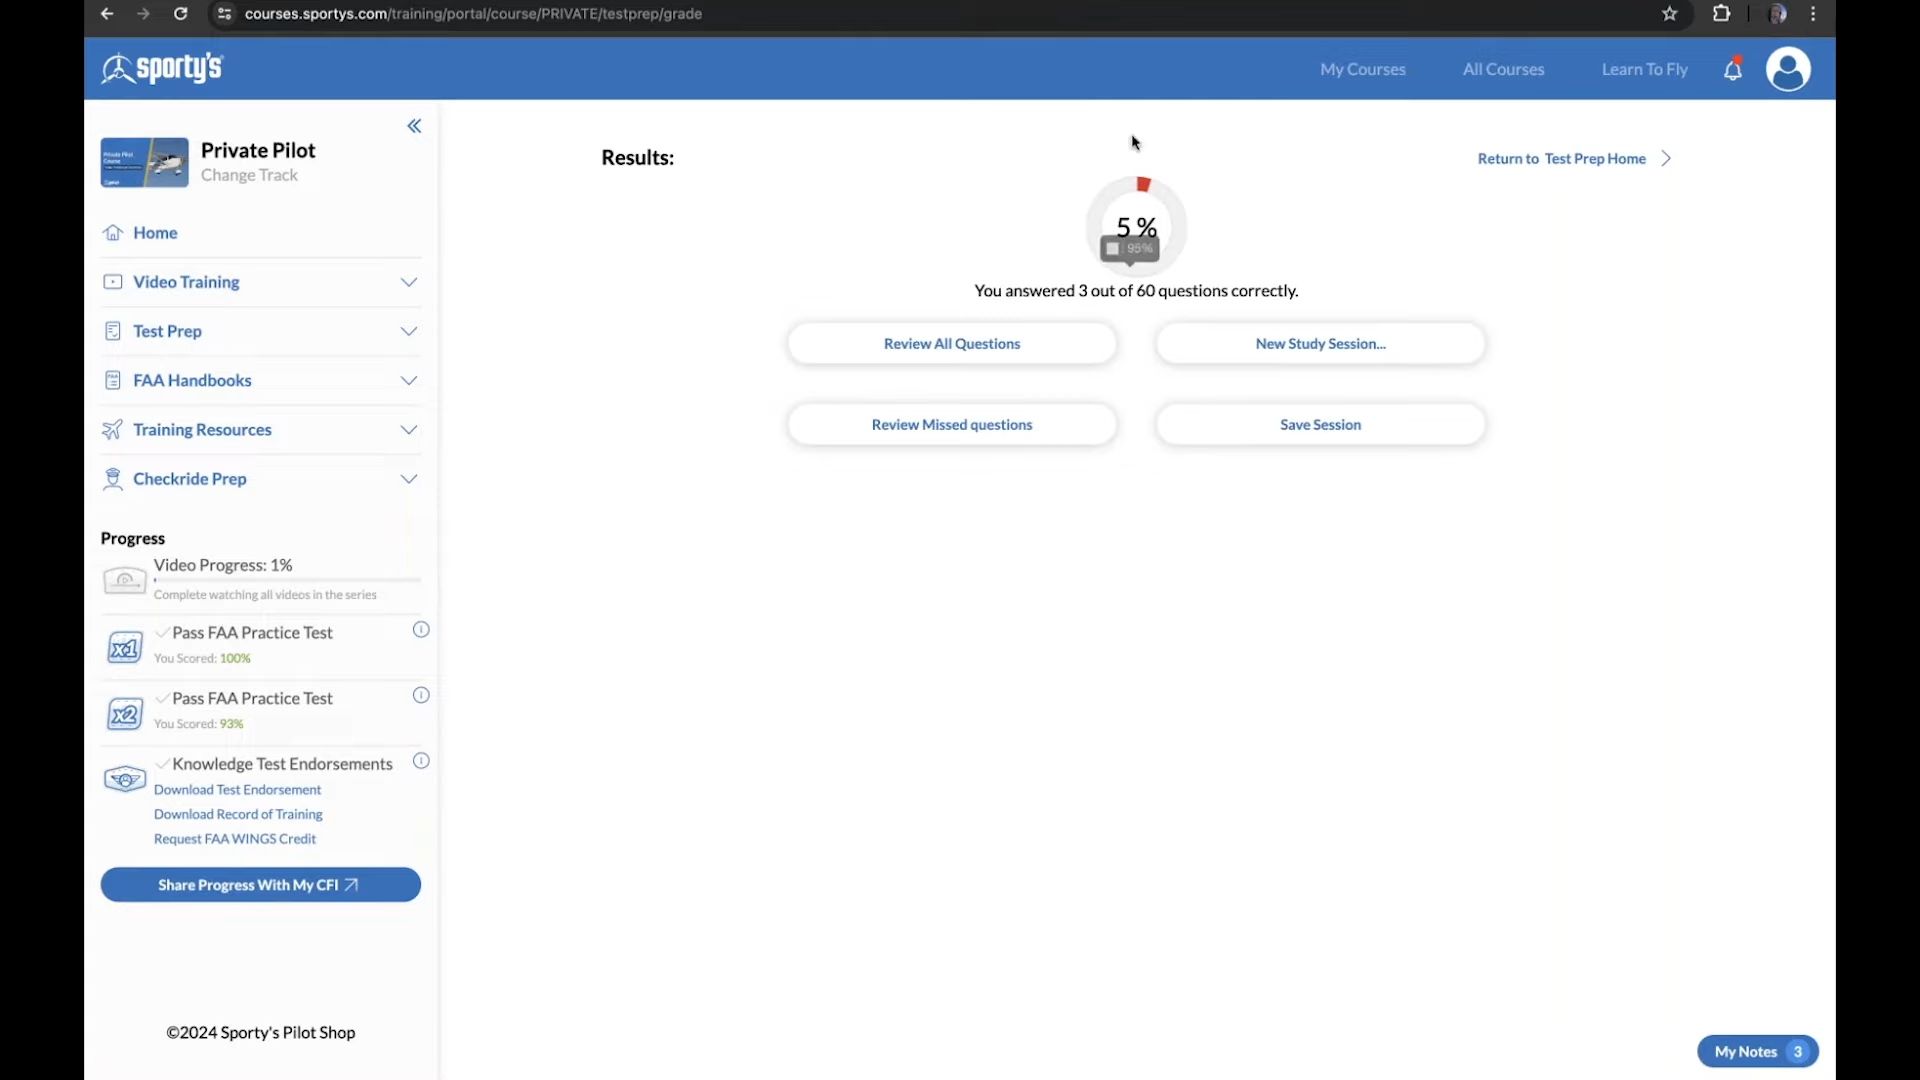 courses.sportys.com/training/portal/course/PRIVATE/testprep/grade
sporty's
My Courses
All Courses
Learn To Fly
Private Pilot
Change Track
Home
Video Training
Test Prep
FAA Handbooks
Training Resources
Checkride Prep
Progress
Video Progress: 1%
Complete watching all videos in the series
x1
Pass FAA Practice Test
You Scored: 100%
x2
Pass FAA Practice Test
You Scored: 93%
Knowledge Test Endorsements
Download Test Endorsement
Download Record of Training
Request FAA WINGS Credit
Share Progress With My CFI
©2024 Sporty's Pilot Shop
Results:
Return to Test Prep Home
5 %
95%
You answered 3 out of 60 questions correctly.
Review All Questions
New Study Session...
Review Missed questions
Save Session
My Notes 3